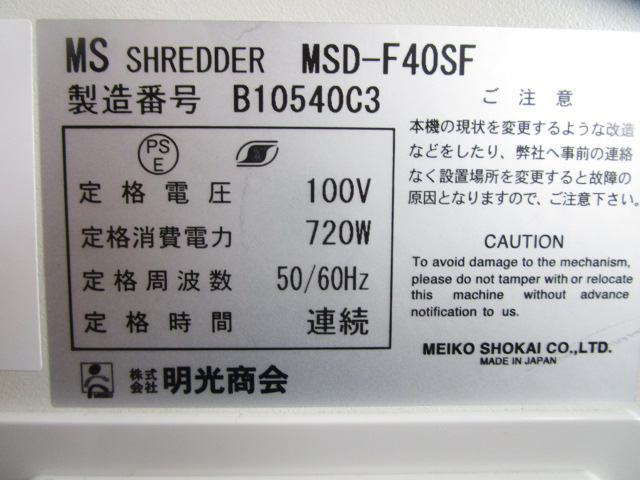 MS SHREDDER MSD-F40SF
製造番号 B10540C3
PS
E
定格電圧 100V
定格消費電力 720W
定格周波数 50/60Hz
定格時間 連続
株式会社 明光商会
ご注意
本機の現状を変更するような改造
などをしたり、弊社へ事前の連絡
なく設置場所を変更すると故障の
原因となりますので、ご注意下さい。
CAUTION
To avoid damage to the mechanism,
please do not tamper with or relocate
this machine without advance
notification to us.
MEIKO SHOKAI CO.,LTD.
MADE IN JAPAN